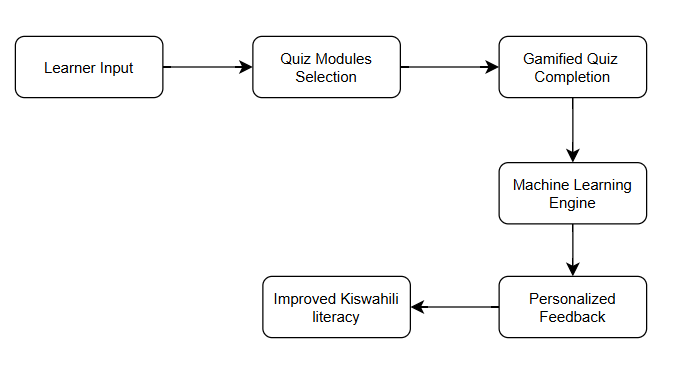 Learner Input
Quiz Modules
Selection
Gamified Quiz
Completion
Machine Learning
Engine
Personalized
Feedback
Improved Kiswahili
literacy